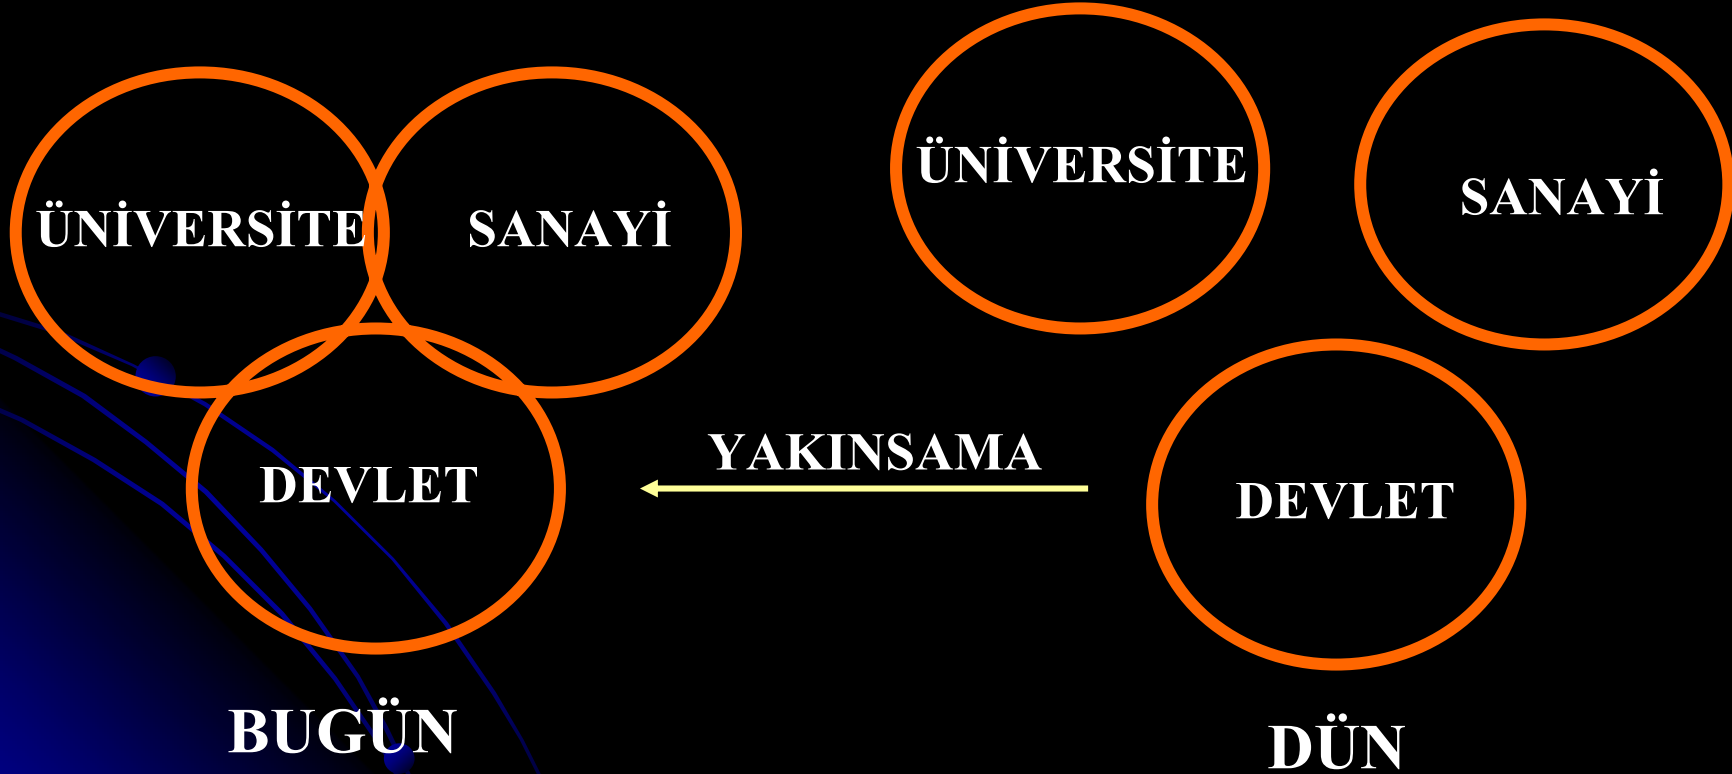 ÜNİVERSİTE
SANAYİ
DEVLET
BUGÜN
YAKINSAMA
ÜNİVERSİTE
SANAYİ
DEVLET
DÜN